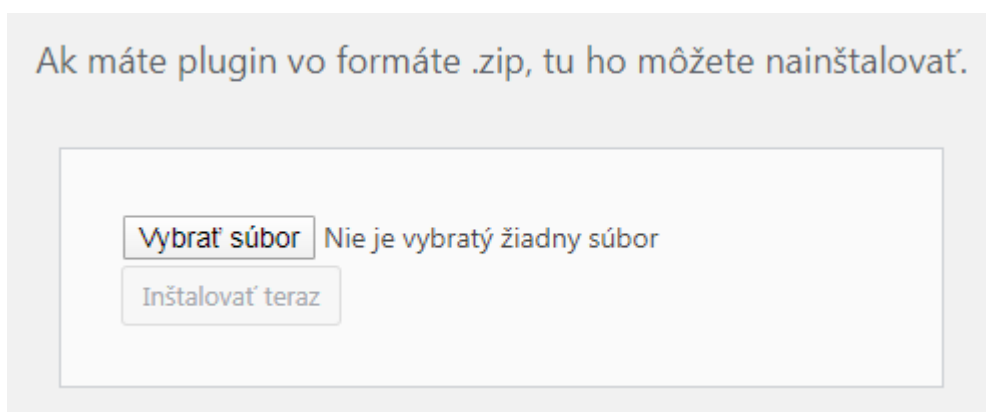 Ak máte plugin vo formáte .zip, tu ho môžete nainštalovať.
Vybrať súbor Nie je vybratý žiadny súbor
Inštalovať teraz